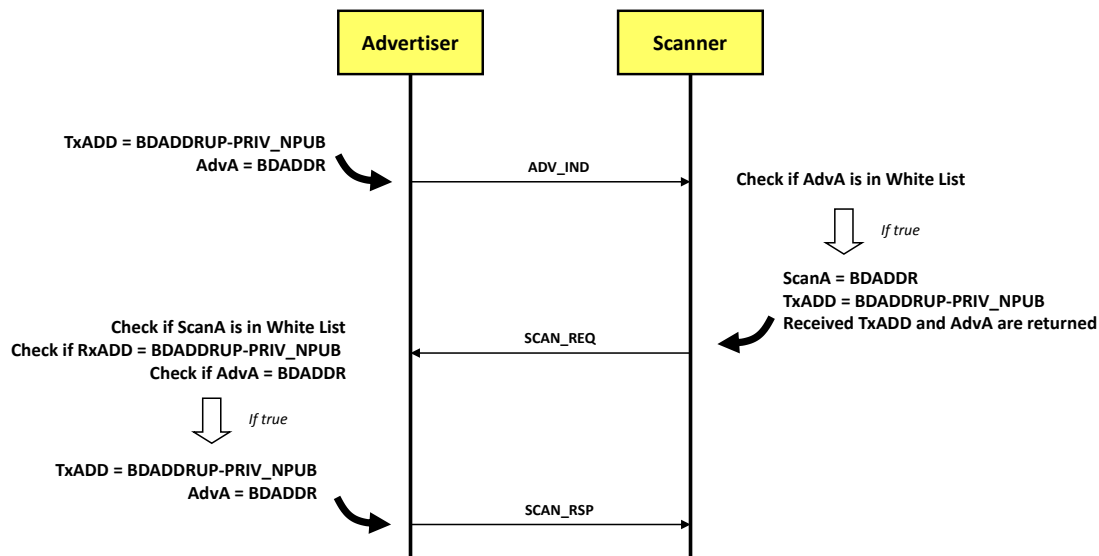 Advertiser
Scanner
TxADD = BDADDRUP-PRIV_NPUB
AdvA = BDADDR
ADV_IND
Check if AdvA is in White List
If true
ScanA = BDADDR
TxADD = BDADDRUP-PRIV_NPUB
Received TxADD and AdvA are returned
Check if ScanA is in White List
Check if RxADD = BDADDRUP-PRIV_NPUB
Check if AdvA = BDADDR
SCAN_REQ
If true
TxADD = BDADDRUP-PRIV_NPUB
AdvA = BDADDR
SCAN_RSP